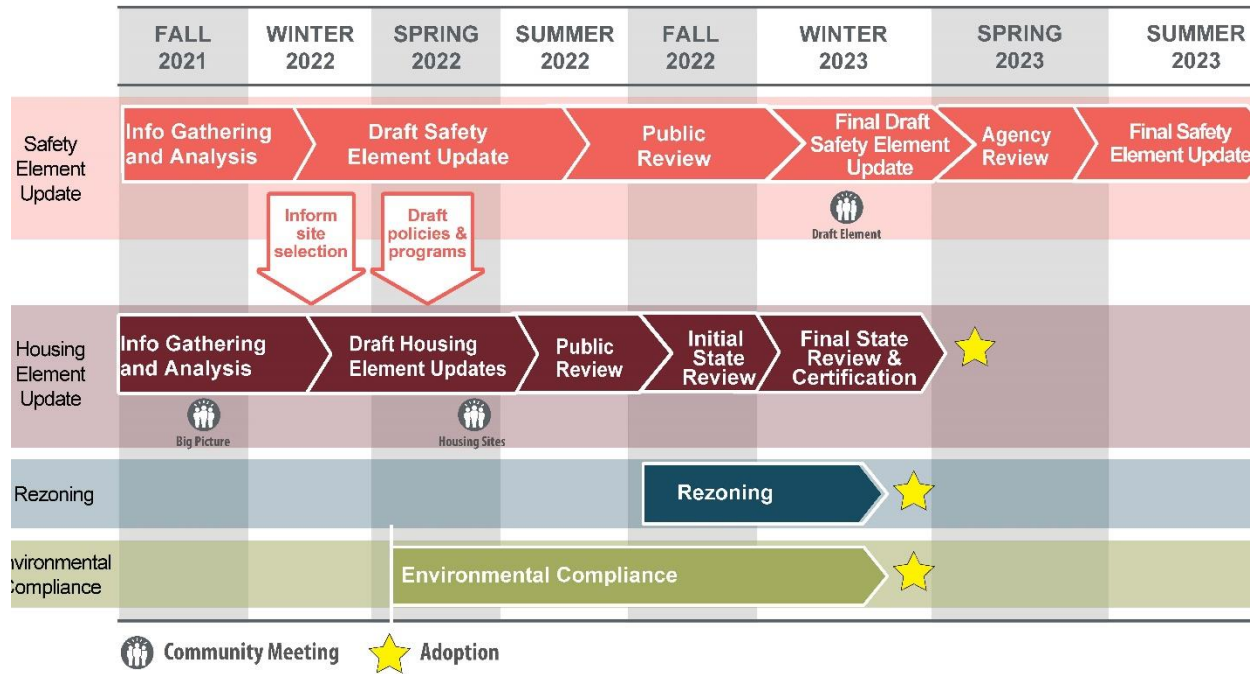 FALL
2021
WINTER
2022
SPRING
2022
SUMMER
2022
FALL
2022
WINTER
2023
SPRING
2023
SUMMER
2023
Safety
Element
Update
Info Gathering
and Analysis
Draft Safety
Element Update
Public
Review
Final Draft
Safety Element
Update
Agency
Review
Final Safety
Element Update
Inform
site
selection
Draft
policies &
programs
Draft Element
Housing
Element
Update
Info Gathering
and Analysis
Draft Housing
Element Updates
Public
Review
Initial
State
Review
Final State
Review &
Certification
Big Picture
Housing Sites
Rezoning
Rezoning
nvironmental
Compliance
Environmental Compliance
Community Meeting
Adoption